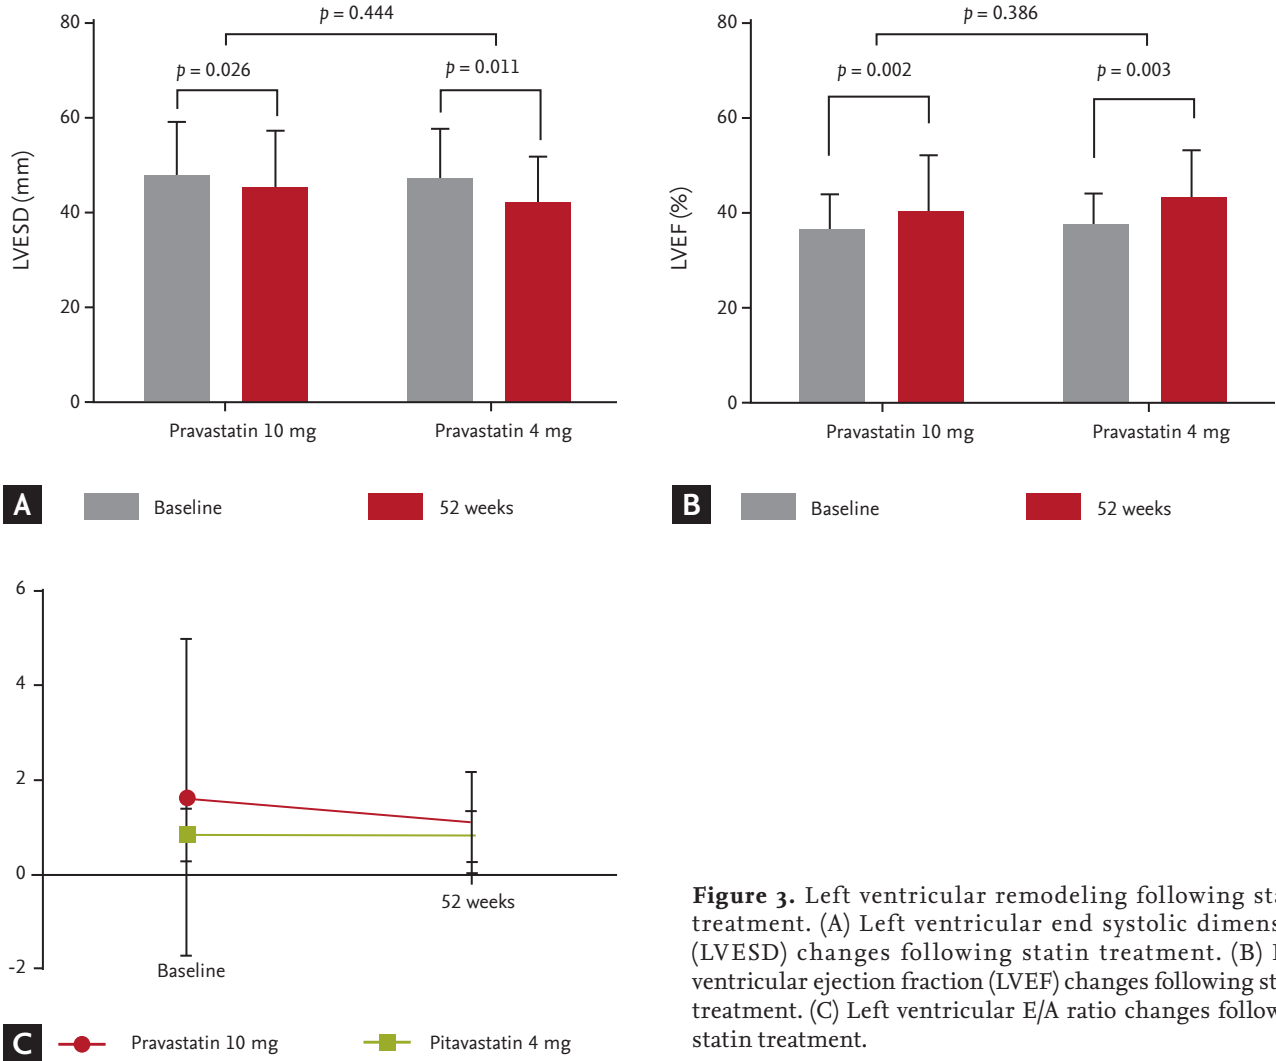 80
60
40
20
0
LVESD (mm)
p = 0.444
p = 0.026
p = 0.011
Pravastatin 10 mg
Pravastatin 4 mg
A
Baseline
52 weeks
80
60
40
20
0
LVEF (%)
p = 0.386
p = 0.002
p = 0.003
Pravastatin 10 mg
Pravastatin 4 mg
B
Baseline
52 weeks
6
4
2
0
-2
52 weeks
Baseline
C
Pravastatin 10 mg
Pitavastatin 4 mg
Figure 3. Left ventricular remodeling following
treatment. (A) Left ventricular end systolic
(LVESD) changes following statin treatment. (B)
ventricular ejection fraction (LVEF) changes following
treatment. (C) Left ventricular E/A ratio changes
statin treatment.